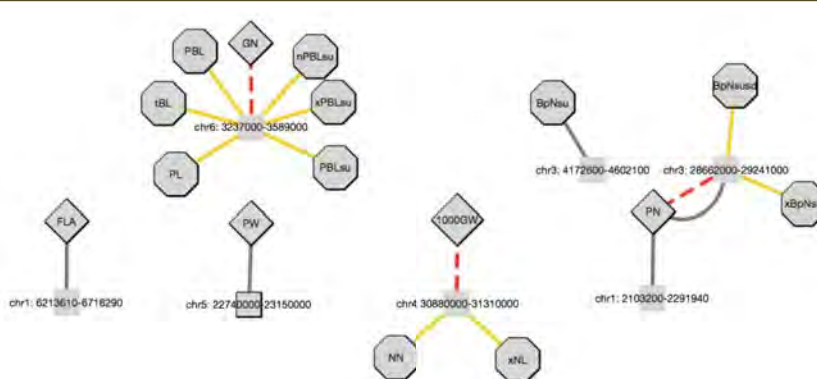 GN
PBL
nPBLsu
tBL
xPBLsu
chr6: 3237000-3589000
PL
PBLsu
BpNsu
BpNsusd
chr3: 4172600-4602100
chr3: 28662000-29241000
xBpNs
PN
FLA
PW
1000GW
chr1: 6213610-6716290
chr5: 22740000-23150000
chr4 30880000-31310000
chr1: 2103200-2291940
NN
xNL